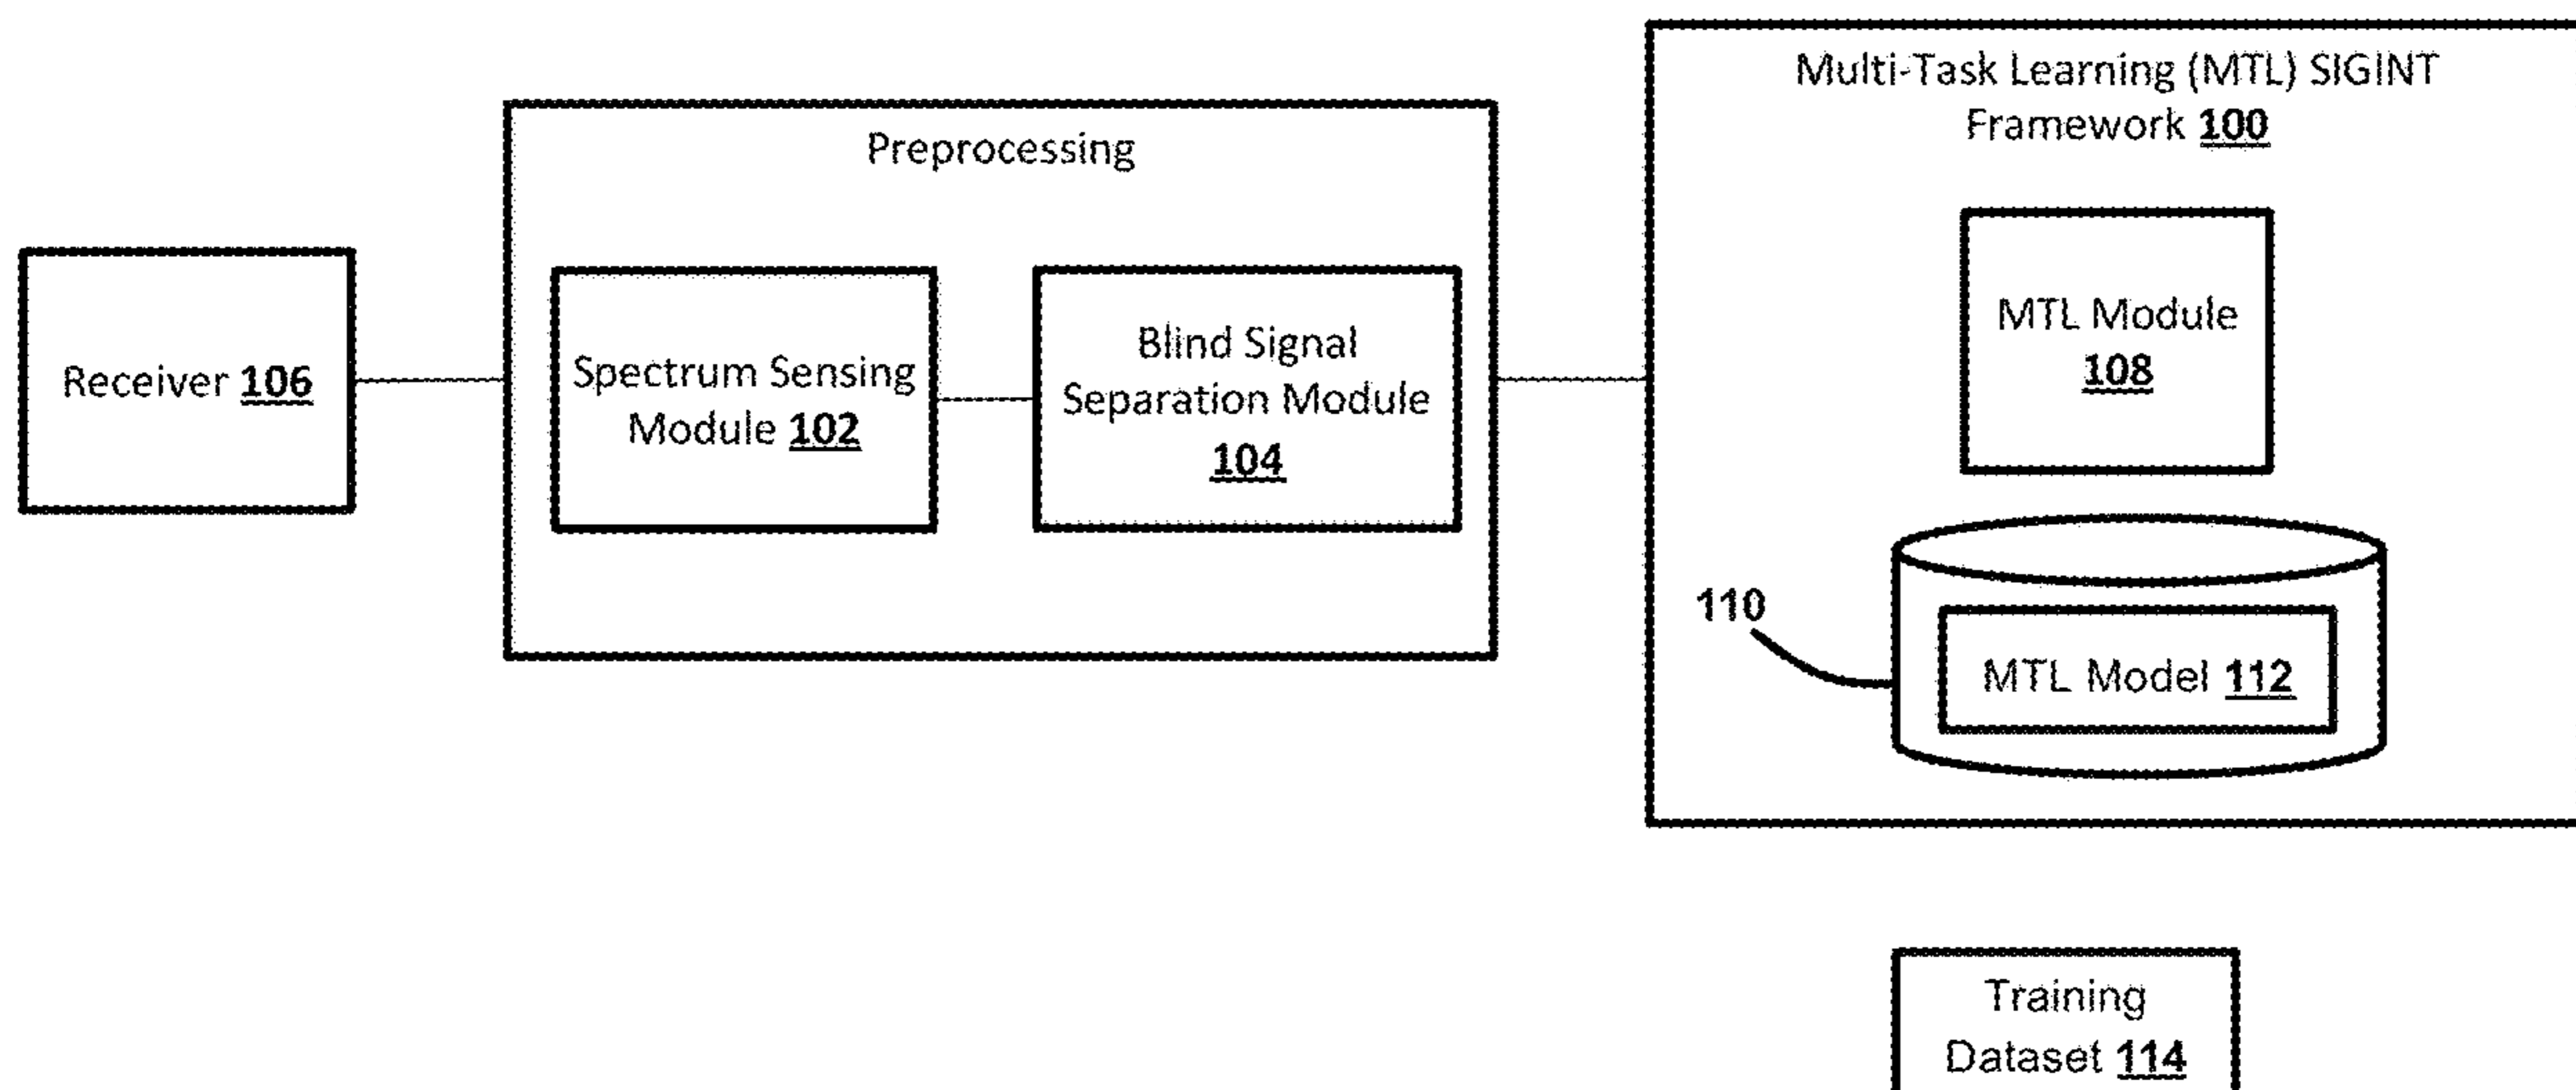 Multi-Task Learning (MTL) SIGINT
Framework 100
Preprocessing
Receiver 106
Spectrum Sensing
Module 102
Blind Signal
Separation Module
104
MTL Module
108
110
MTL Model 112
Training
Dataset 114